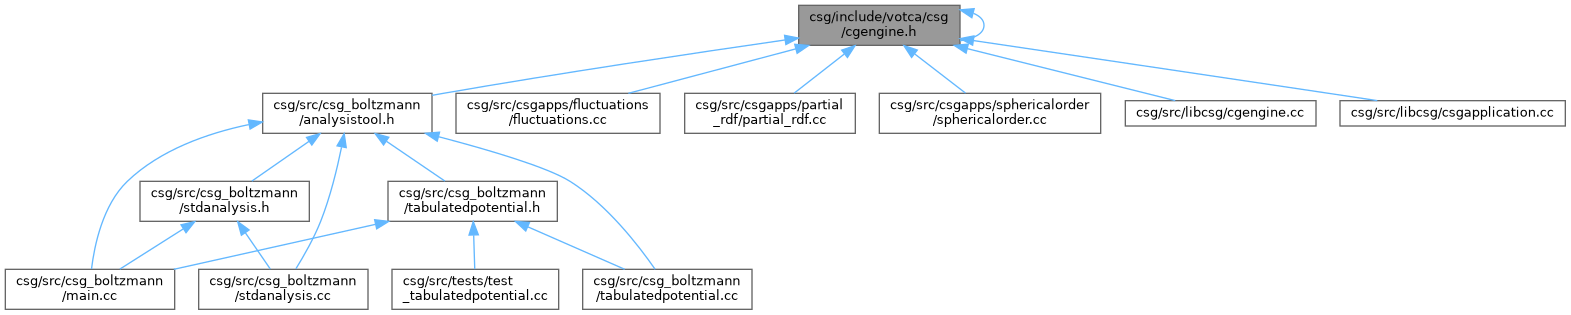 csg/include/votca/csg
/cgengine.h
csg/src/csg_boltzmann
/analysistool.h
csg/src/csgapps/fluctuations
/fluctuations.cc
csg/src/csgapps/partial
_rdf/partial_rdf.cc
csg/src/csgapps/sphericalorder
/sphericalorder.cc
csg/src/libcsg/cgengine.cc
csg/src/libcsg/csgapplication.cc
csg/src/csg_boltzmann
/stdanalysis.h
csg/src/csg_boltzmann
/tabulatedpotential.h
csg/src/csg_boltzmann
/main.cc
csg/src/csg_boltzmann
/stdanalysis.cc
csg/src/tests/test
_tabulatedpotential.cc
csg/src/csg_boltzmann
/tabulatedpotential.cc